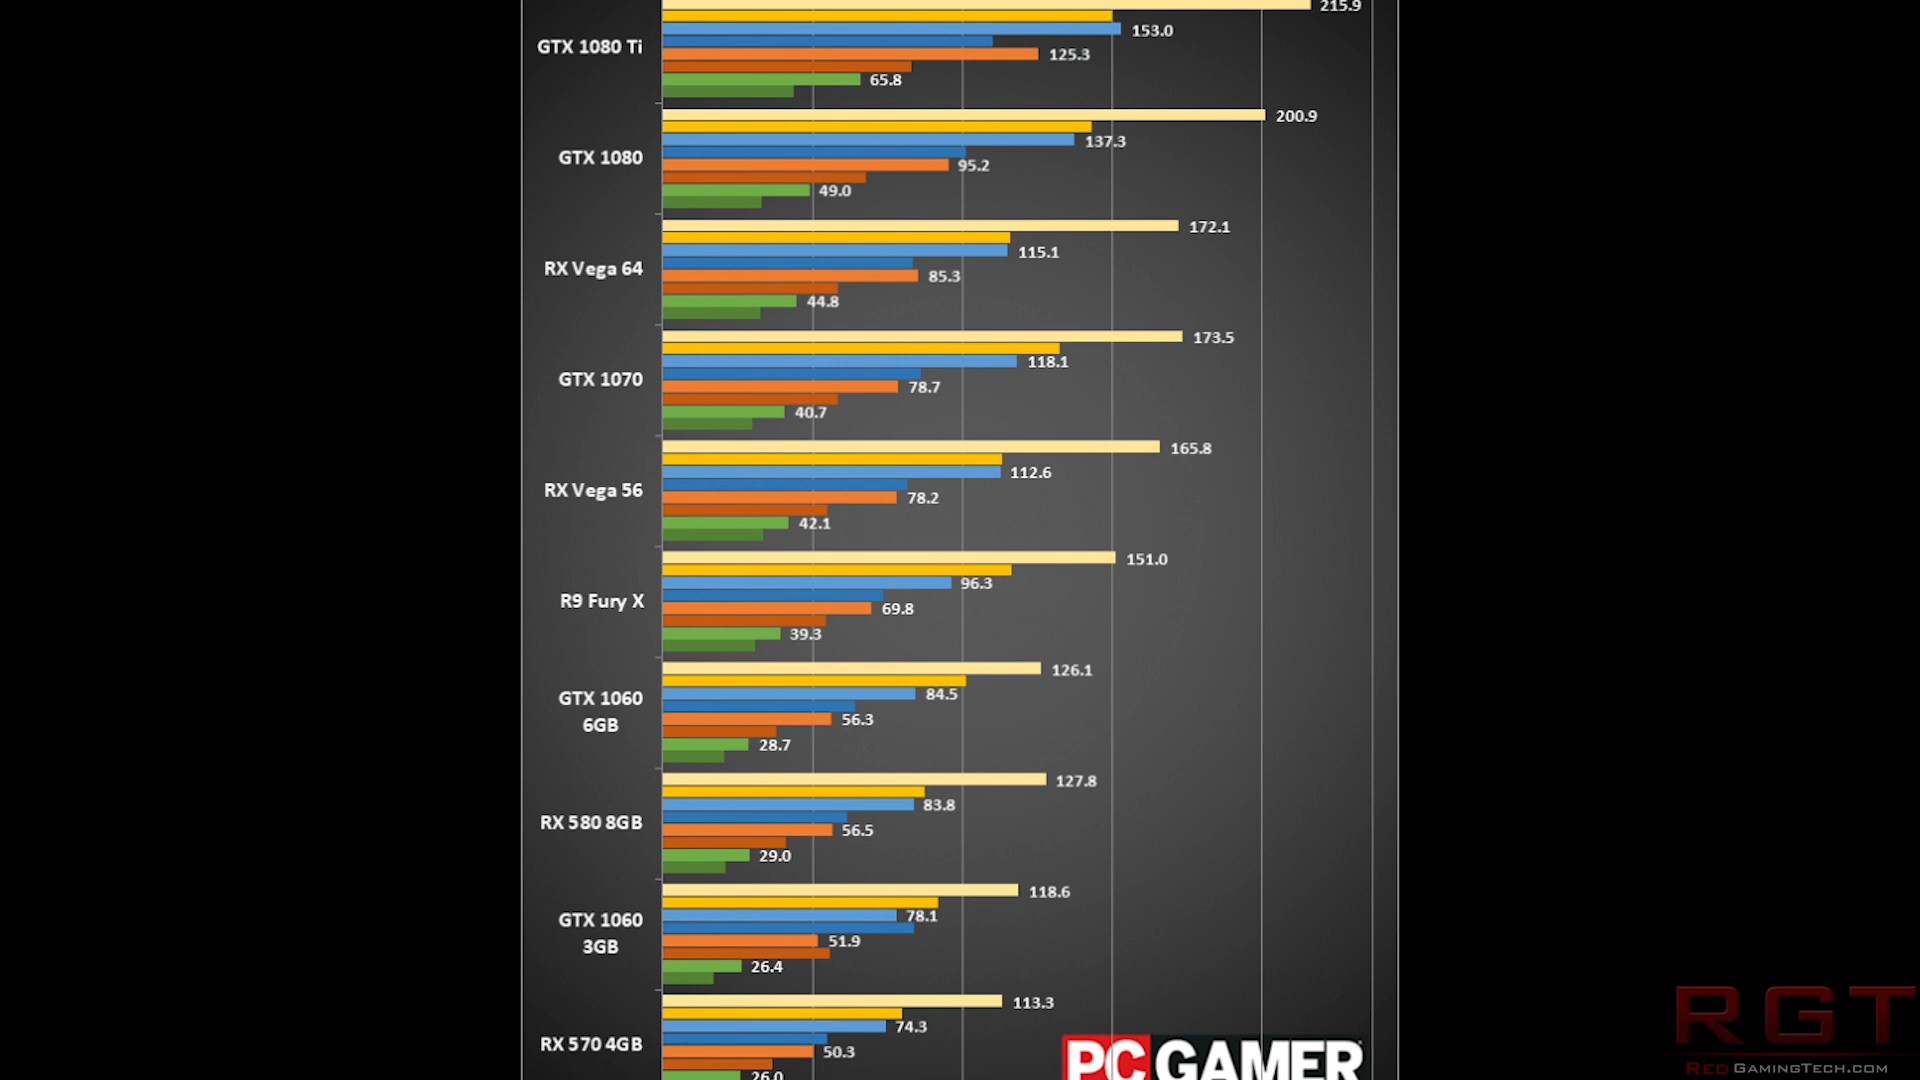 215.9
GTX 1080 Ti
153.0
125.3
65.8
200.9
GTX 1080
137.3
95.2
49.0
172.1
RX Vega 64
115.1
85.3
44.8
173.5
GTX 1070
118.1
78.7
40.7
165.8
RX Vega 56
112.6
78.2
42.1
151.0
R9 Fury X
96.3
69.8
39.3
126.1
GTX 1060
6GB
84.5
56.3
28.7
127.8
RX 580 8GB
83.8
56.5
29.0
118.6
GTX 1060
3GB
78.1
51.9
26.4
113.3
RX 570 4GB
74.3
50.3
26.0
PC GAMER
RGT
RED GAMINGTECH.COM